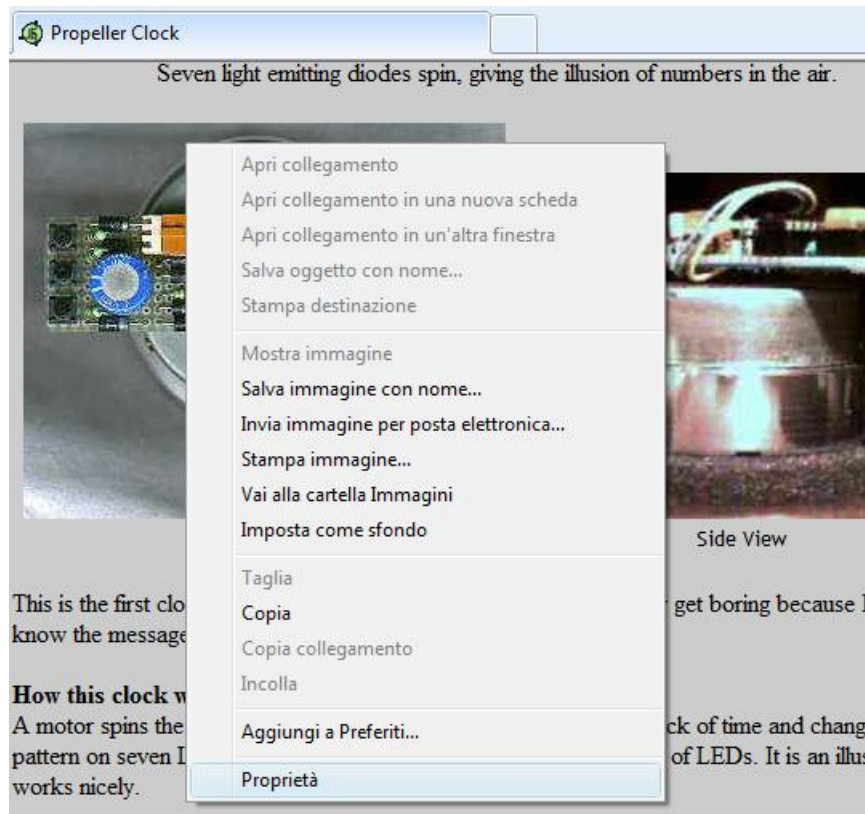 Propeller Clock
Seven light emitting diodes spin, giving the illusion of numbers in the air.
Apri collegamento
Apri collegamento in una nuova scheda
Apri collegamento in un'altra finestra
Salva oggetto con nome...
Stampa destinazione
Mostra immagine
Salva immagine con nome...
Invia immagine per posta elettronica...
Stampa immagine...
Vai alla cartella Immagini
Imposta come sfondo
Side View
Taglia
Copia
Copia collegamento
Incolla
Aggiungi a Preferiti...
Proprietà
This is the first clo get boring because I
know the message
How this clock w
A motor spins the ck of time and chang
pattern on seven L of LEDs. It is an illus
works nicely.